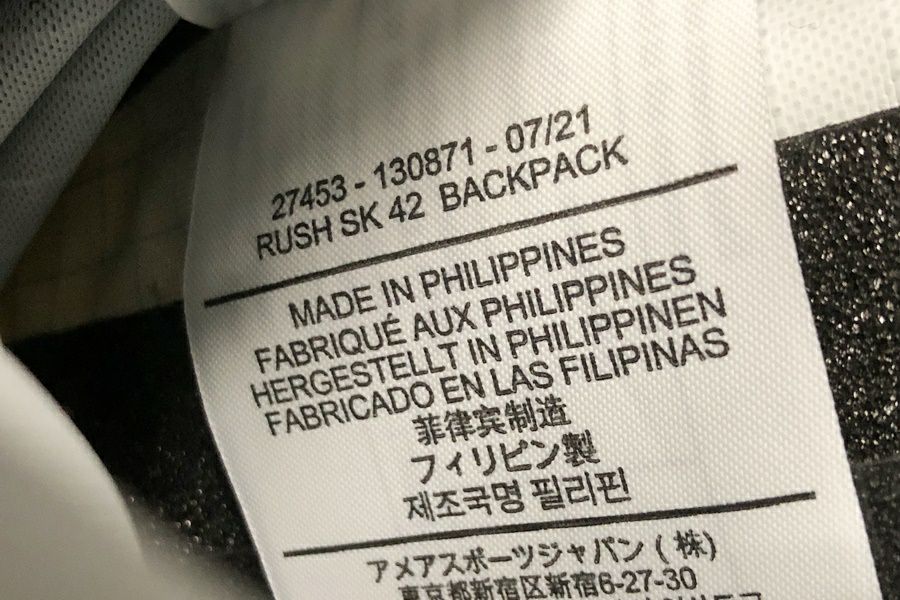 27453 - 130871 - 07/21
RUSH SK 42 BACKPACK
MADE IN PHILIPPINES
FABRIQUÉ AUX PHILIPPINES
HERGESTELLT IN PHILIPPINEN
FABRICADO EN LAS FILIPINAS
菲律宾制造
フィリピン製
제조국명 필리핀
アメアスポーツジャパン ( 株)
東京都新宿区新宿6-27-30